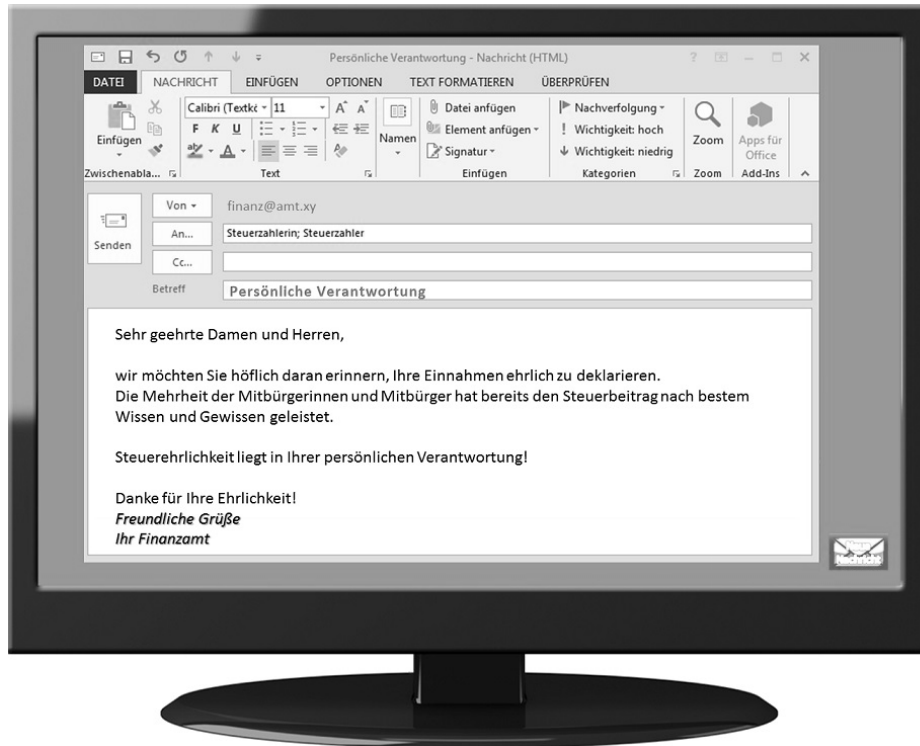 Persönliche Verantwortung - Nachricht (HTML)
DATEI NACHRICHT EINFÜGEN OPTIONEN TEXT FORMATIEREN ÜBERPRÜFEN
Einfügen
Calibri (Textkö 11
F K U
Namen
Datei anfügen
Element anfügen
Signatur
Nachverfolgung
Wichtigkeit: hoch
Wichtigkeit: niedrig
Zoom
Apps für
Office
Zwischenabla... Text Einfügen Kategorien Zoom Add-Ins
Senden
Von finanz@amt.xy
An... Steuerzahlerin; Steuerzahler
Cc...
Betreff Persönliche Verantwortung
Sehr geehrte Damen und Herren,
wir möchten Sie höflich daran erinnern, Ihre Einnahmen ehrlich zu deklarieren.
Die Mehrheit der Mitbürgerinnen und Mitbürger hat bereits den Steuerbeitrag nach bestem
Wissen und Gewissen geleistet.
Steuerehrlichkeit liegt in Ihrer persönlichen Verantwortung!
Danke für Ihre Ehrlichkeit!
Freundliche Grüße
Ihr Finanzamt
Neue
Nachricht